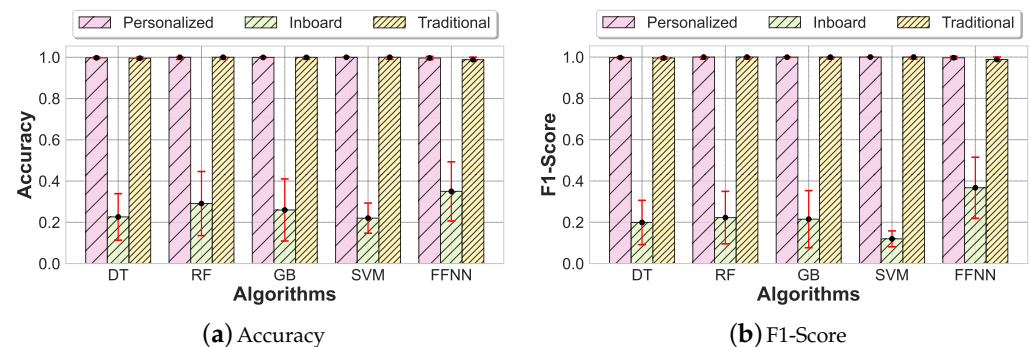 Personalized Inboard Traditional
1.0
0.8
0.6
0.4
0.2
0.0
Accuracy
DT RF GB SVM FFNN
Algorithms
(a) Accuracy
Personalized Inboard Traditional
1.0
0.8
0.6
0.4
0.2
0.0
F1-Score
DT RF GB SVM FFNN
Algorithms
(b) F1-Score